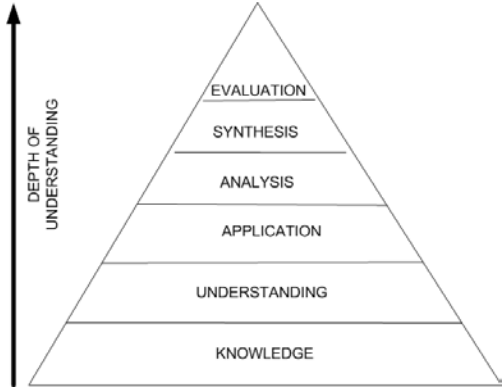 EVALUATION
SYNTHESIS
ANALYSIS
APPLICATION
UNDERSTANDING
KNOWLEDGE
DEPTH OF
UNDERSTANDING